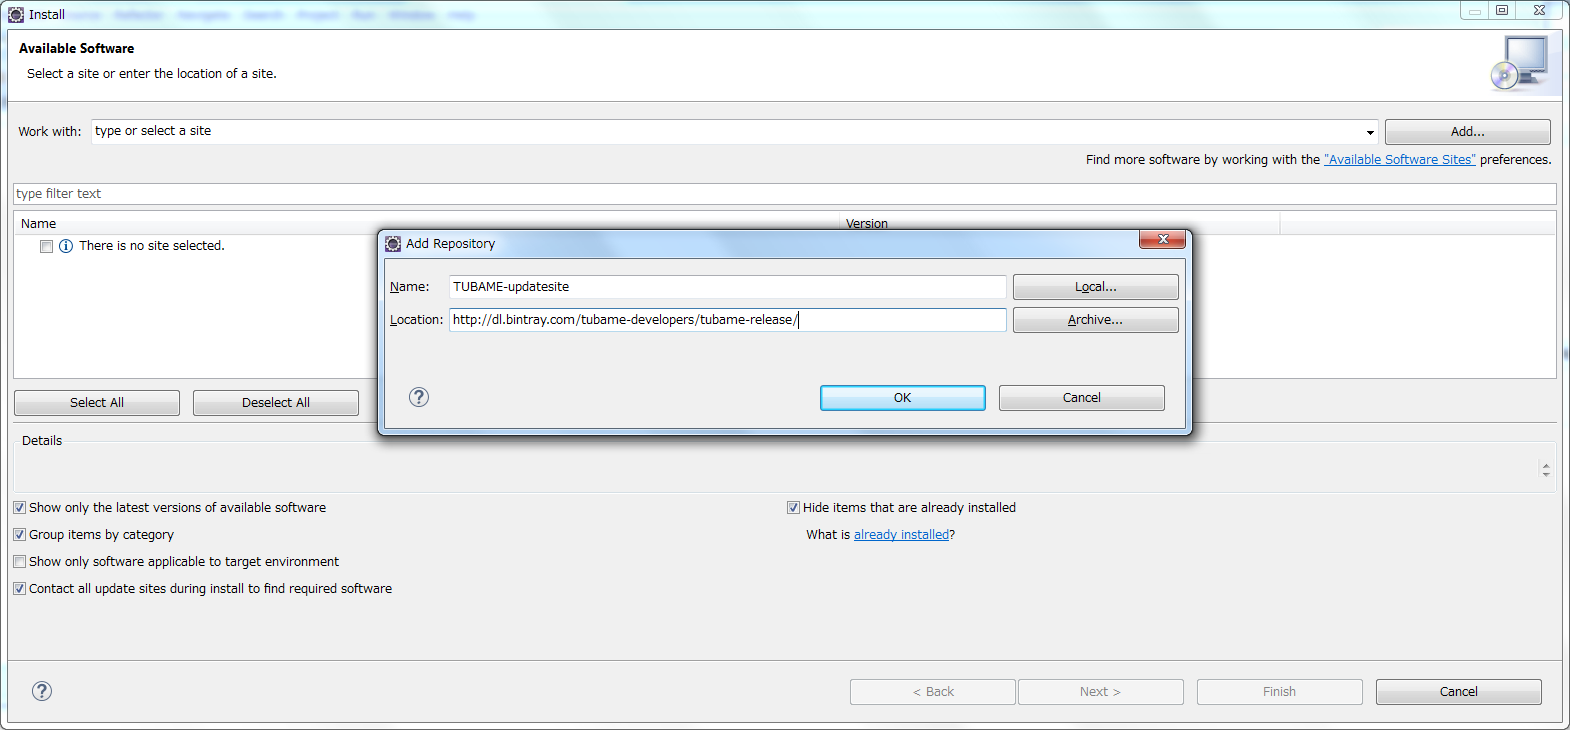 Install
Available Software
Select a site or enter the location of a site.
Work with: type or select a site Add...
Find more software by working with the "Available Software Sites" preferences.
type filter text
Name Version
There is no site selected.
Add Repository
Name: TUBAME-updatesite Local...
Location: http://dl.bintray.com/tubame-developers/tubame-release/ Archive...
OK Cancel
Select All Deselect All
Details
Show only the latest versions of available software Hide items that are already installed
Group items by category What is already installed?
Show only software applicable to target environment
Contact all update sites during install to find required software
< Back Next > Finish Cancel